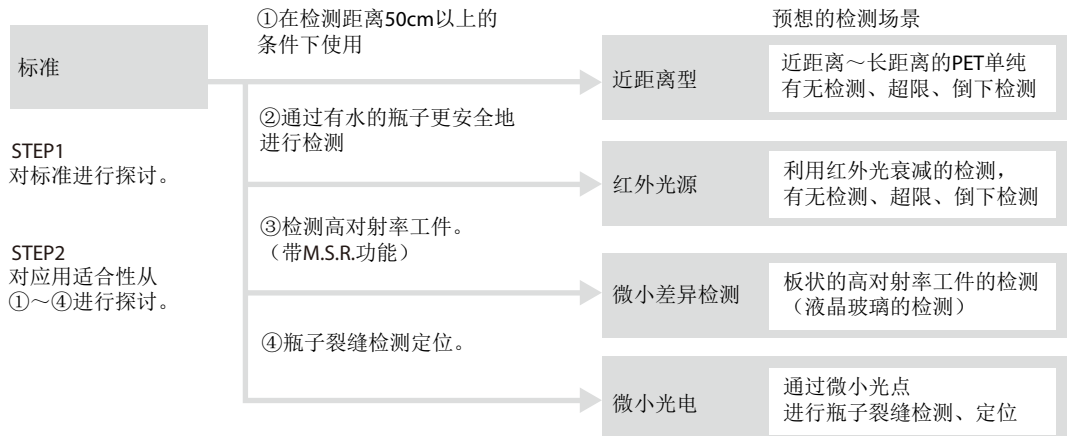 ①在检测距离50cm以上的
条件下使用
预想的检测场景
标准
近距离型
近距离～长距离的PET单纯
有无检测、超限、倒下检测
②通过有水的瓶子更安全地
进行检测
STEP1
对标准进行探讨。
红外光源
利用红外光衰减的检测，
有无检测、超限、倒下检测
③检测高对射率工件。
（带M.S.R.功能）
STEP2
对应用适合性从
①～④进行探讨。
微小差异检测
板状的高对射率工件的检测
（液晶玻璃的检测）
④瓶子裂缝检测定位。
微小光电
通过微小光点
进行瓶子裂缝检测、定位